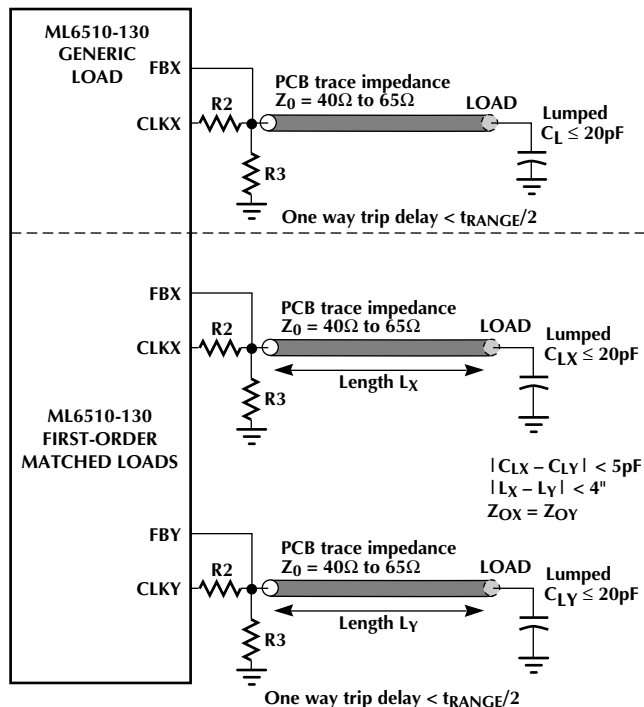 ML6510-130
GENERIC
LOAD
FBX
CLKX
R2
R3
PCB trace impedance
Z0 = 40Ω to 65Ω
LOAD
Lumped
CL ≤ 20pF
One way trip delay < tRANGE/2
FBX
CLKX
R2
R3
PCB trace impedance
Z0 = 40Ω to 65Ω
LOAD
Lumped
CLX ≤ 20pF
Length LX
ML6510-130
FIRST-ORDER
MATCHED LOADS
|CLX – CLY| < 5pF
|LX – LY| < 4"
ZOX = ZOY
FBY
CLKY
R2
R3
PCB trace impedance
Z0 = 40Ω to 65Ω
LOAD
Lumped
CLY ≤ 20pF
Length LY
One way trip delay < tRANGE/2